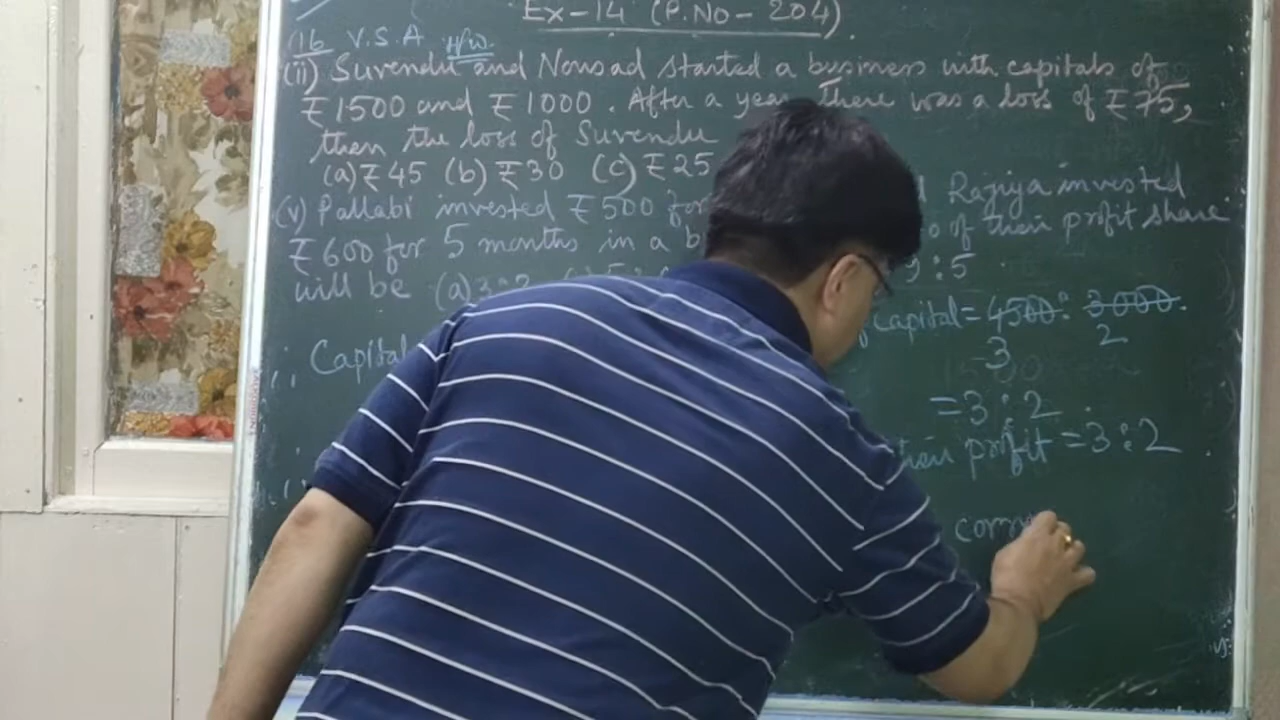 Ex-14 (P.No- 204).
(16 V.S.A H/W.
(ii) Suvendu and Nousad started a business with capitals of
₹1500 and ₹1000. After a year there was a loss of ₹75,
then the loss of Suvendu
(a) ₹45 (b) ₹30 (c) ₹25
(v) Pallabi invested ₹500 for Rajiya invested
₹600 for 5 months in a of their profit share
will be (a) 3:2 9:5
Capital capital = 4500 : 3000.
3 2
= 3:2
their profit = 3:2